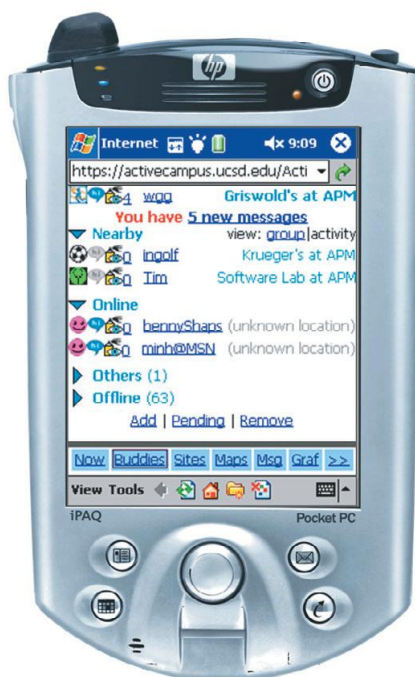 hp
Internet 9:09
https://activecampus.ucsd.edu/Acti
4 wgg Griswold's at APM
You have 5 new messages
Nearby view: group|activity
0 ingolf Krueger's at APM
0 Tim Software Lab at APM
Online
0 bennyShaps (unknown location)
0 minh@MSN (unknown location)
Others (1)
Offline (63)
Add | Pending | Remove
Now Buddies Sites Maps Msg Graf >>
View Tools
iPAQ Pocket PC